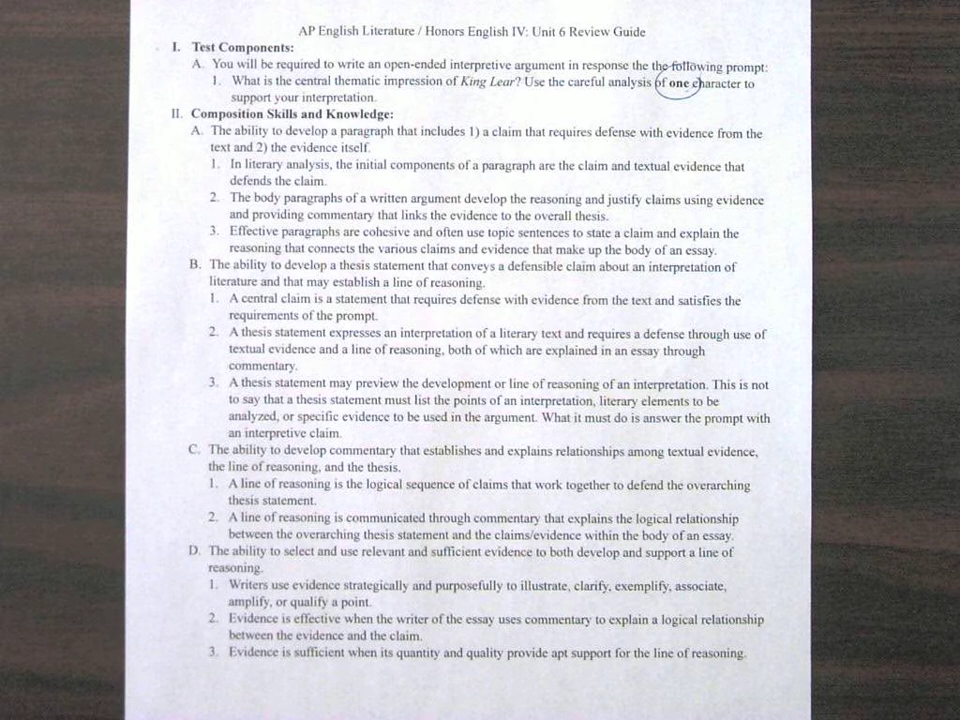 AP English Literature / Honors English IV: Unit 6 Review Guide
I. Test Components:
A. You will be required to write an open-ended interpretive argument in response the the following prompt:
1. What is the central thematic impression of King Lear? Use the careful analysis of one character to
support your interpretation.
II. Composition Skills and Knowledge:
A. The ability to develop a paragraph that includes 1) a claim that requires defense with evidence from the
text and 2) the evidence itself.
1. In literary analysis, the initial components of a paragraph are the claim and textual evidence that
defends the claim.
2. The body paragraphs of a written argument develop the reasoning and justify claims using evidence
and providing commentary that links the evidence to the overall thesis.
3. Effective paragraphs are cohesive and often use topic sentences to state a claim and explain the
reasoning that connects the various claims and evidence that make up the body of an essay.
B. The ability to develop a thesis statement that conveys a defensible claim about an interpretation of
literature and that may establish a line of reasoning.
1. A central claim is a statement that requires defense with evidence from the text and satisfies the
requirements of the prompt.
2. A thesis statement expresses an interpretation of a literary text and requires a defense through use of
textual evidence and a line of reasoning, both of which are explained in an essay through
commentary.
3. A thesis statement may preview the development or line of reasoning of an interpretation. This is not
to say that a thesis statement must list the points of an interpretation, literary elements to be
analyzed, or specific evidence to be used in the argument. What it must do is answer the prompt with
an interpretive claim.
C. The ability to develop commentary that establishes and explains relationships among textual evidence,
the line of reasoning, and the thesis.
1. A line of reasoning is the logical sequence of claims that work together to defend the overarching
thesis statement.
2. A line of reasoning is communicated through commentary that explains the logical relationship
between the overarching thesis statement and the claims/evidence within the body of an essay.
D. The ability to select and use relevant and sufficient evidence to both develop and support a line of
reasoning.
1. Writers use evidence strategically and purposefully to illustrate, clarify, exemplify, associate,
amplify, or qualify a point.
2. Evidence is effective when the writer of the essay uses commentary to explain a logical relationship
between the evidence and the claim.
3. Evidence is sufficient when its quantity and quality provide apt support for the line of reasoning.